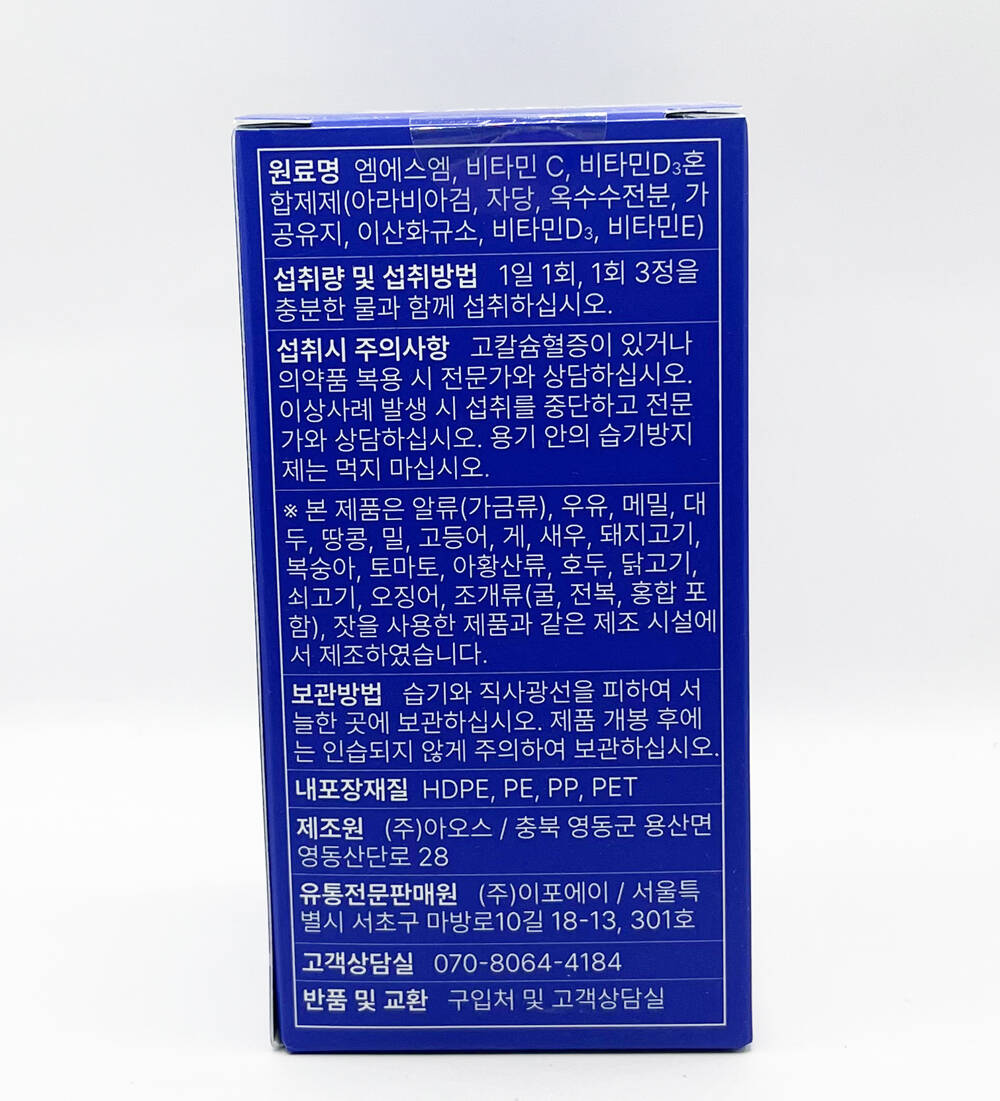 원료명 엠에스엠, 비타민 C, 비타민D₃혼
합제제(아라비아검, 자당, 옥수수전분, 가
공유지, 이산화규소, 비타민D₃, 비타민E)
섭취량 및 섭취방법 1일 1회, 1회 3정을
충분한 물과 함께 섭취하십시오.
섭취시 주의사항 고칼슘혈증이 있거나
의약품 복용 시 전문가와 상담하십시오.
이상사례 발생 시 섭취를 중단하고 전문
가와 상담하십시오. 용기 안의 습기방지
제는 먹지 마십시오.
※ 본 제품은 알류(가금류), 우유, 메밀, 대
두, 땅콩, 밀, 고등어, 게, 새우, 돼지고기,
복숭아, 토마토, 아황산류, 호두, 닭고기,
쇠고기, 오징어, 조개류(굴, 전복, 홍합 포
함), 잣을 사용한 제품과 같은 제조 시설에
서 제조하였습니다.
보관방법 습기와 직사광선을 피하여 서
늘한 곳에 보관하십시오. 제품 개봉 후에
는 인습되지 않게 주의하여 보관하십시오.
내포장재질 HDPE, PE, PP, PET
제조원 (주)아오스 / 충북 영동군 용산면
영동산단로 28
유통전문판매원 (주)이포에이 / 서울특
별시 서초구 마방로10길 18-13, 301호
고객상담실 070-8064-4184
반품 및 교환 구입처 및 고객상담실